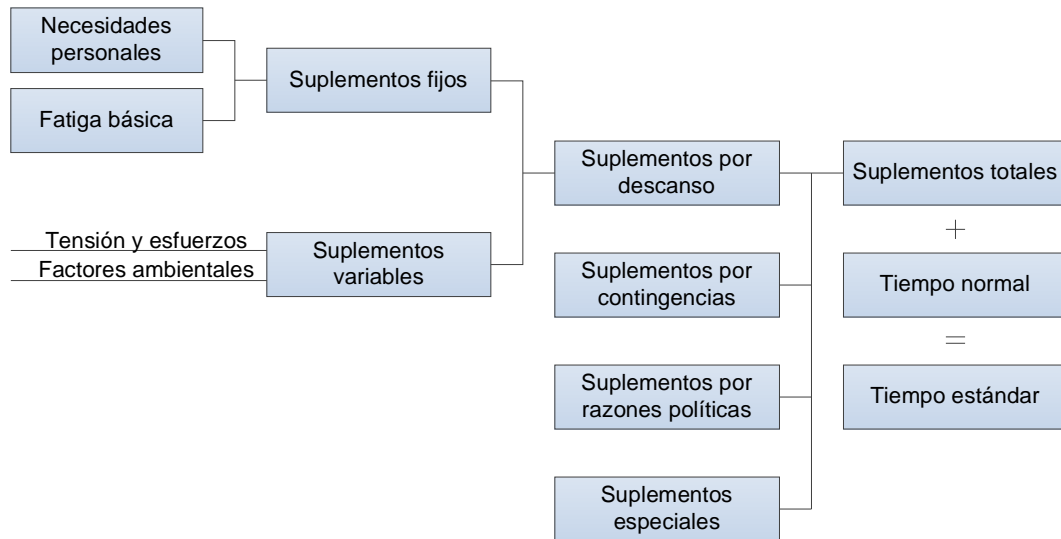 Necesidades
personales
Fatiga básica
Suplementos fijos
Tensión y esfuerzos
Factores ambientales
Suplementos
variables
Suplementos por
descanso
Suplementos por
contingencias
Suplementos por
razones políticas
Suplementos
especiales
Suplementos totales
+
Tiempo normal
=
Tiempo estándar